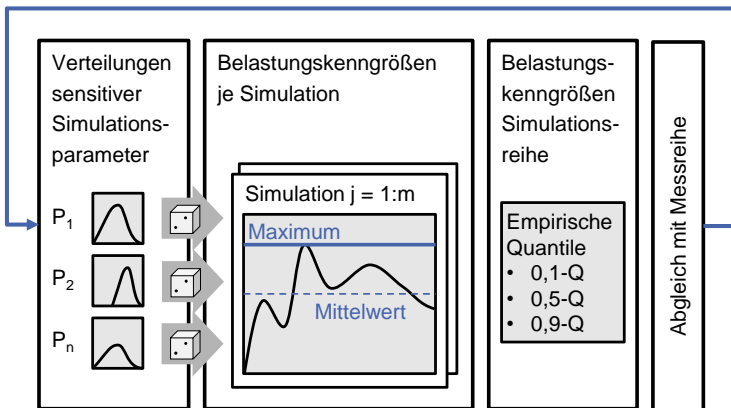 Verteilungen
sensitiver
Simulations-
parameter
P1
P2
Pn
Belastungskenngrößen
je Simulation
Simulation j = 1:m
Maximum
Mittelwert
Belastungs-
kenngrößen
Simulations-
reihe
Empirische
Quantile
• 0,1-Q
• 0,5-Q
• 0,9-Q
Abgleich mit Messreihe